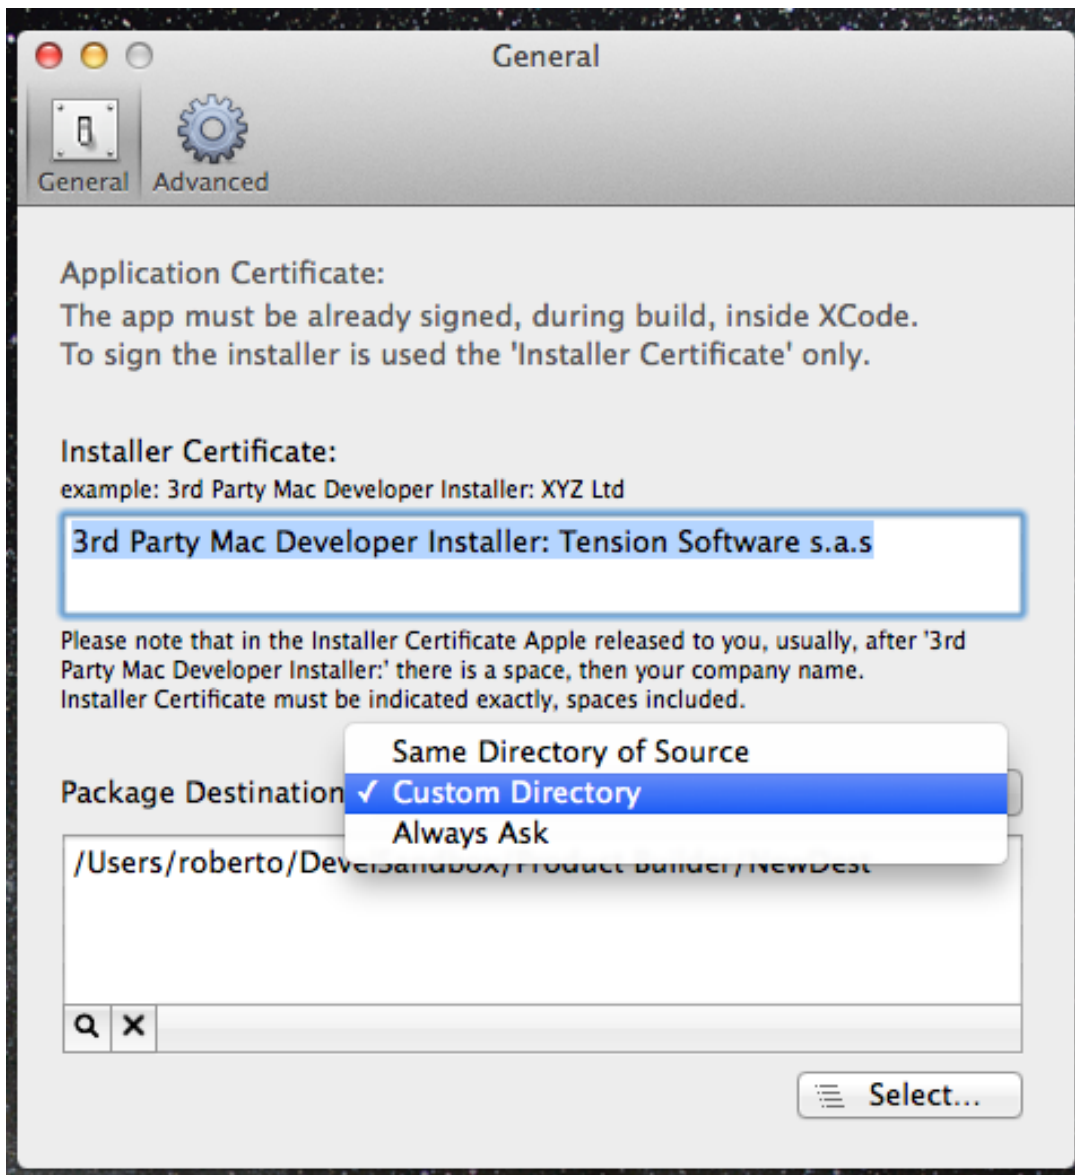 General
General
Advanced
Application Certificate:
The app must be already signed, during build, inside XCode.
To sign the installer is used the 'Installer Certificate' only.
Installer Certificate:
example: 3rd Party Mac Developer Installer: XYZ Ltd
3rd Party Mac Developer Installer: Tension Software s.a.s
Please note that in the Installer Certificate Apple released to you, usually, after '3rd
Party Mac Developer Installer:' there is a space, then your company name.
Installer Certificate must be indicated exactly, spaces included.
Same Directory of Source
Package Destination ✓ Custom Directory
Always Ask
/Users/roberto/DevelSandbox/Product Builder/NewDest
Select...